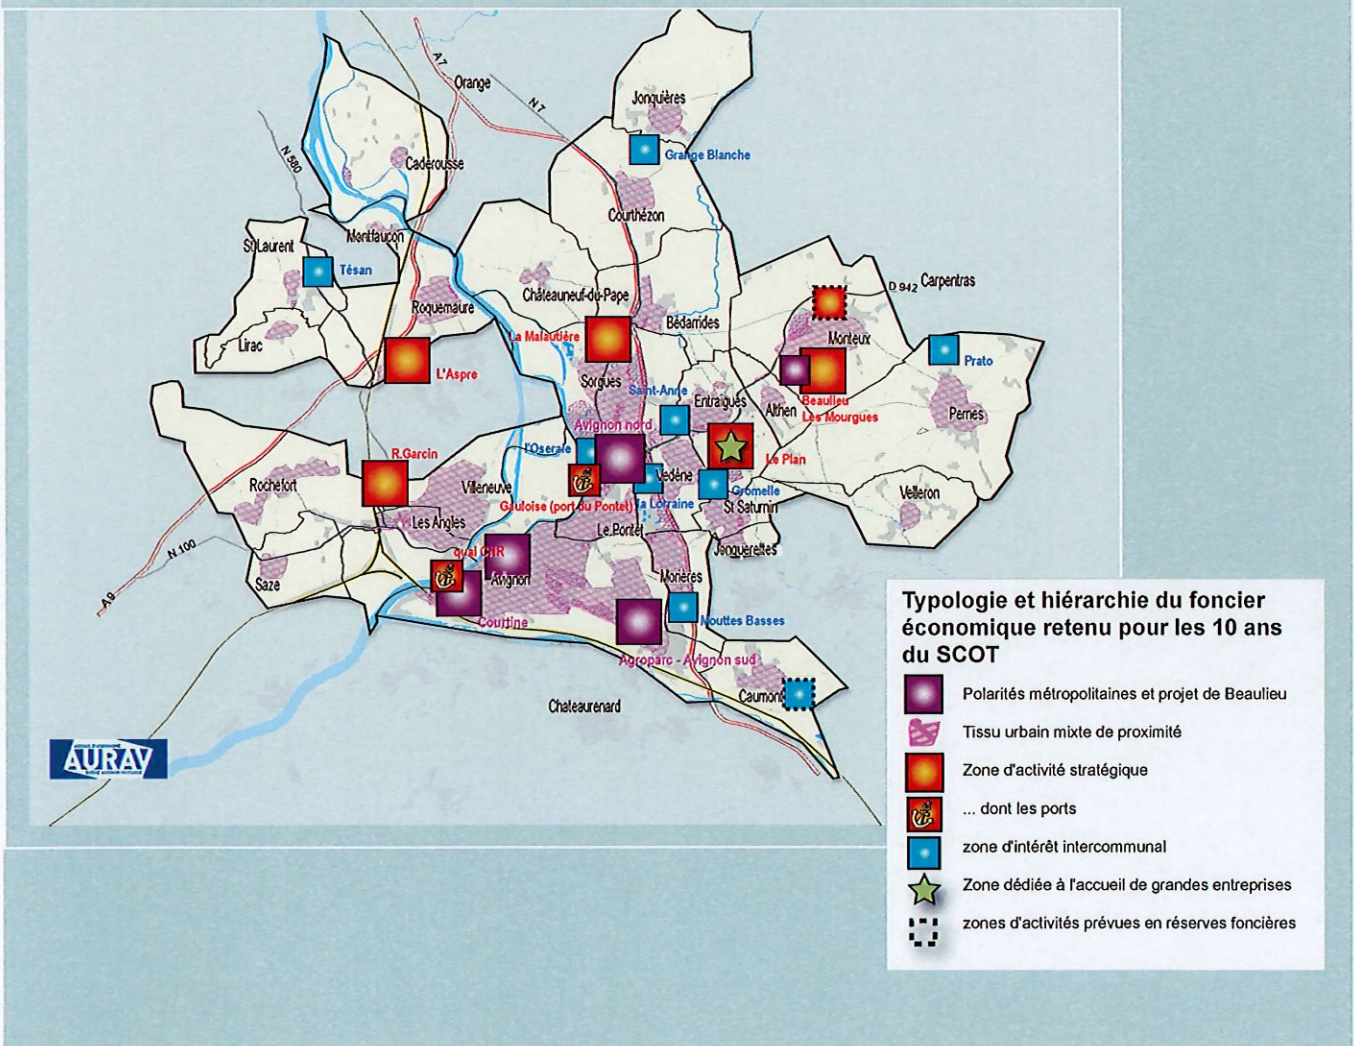 A7
Orange
N 7
Jonquières
Grange Blanche
N 580
Caderousse
Courthézon
Montfaucon
St Laurent
Tésan
Châteauneuf-du-Pape
Roquemaure
D 942
Carpentras
Bédarrides
La Malautière
Monteux
Lirac
L'Aspre
Prato
Sorgues
Saint-Anne
Entraigues
Althen
Beaulieu
Les Mourgues
Pernes
Avignon nord
R.Garcin
l'Oseraie
Le Plan
Vedène
Rochefort
Villeneuve
Gromelle
Velleron
Gauloise (port du Pontet)
la Lorraine
St Saturnin
Les Angles
Le Pontet
Jonquerettes
N 100
quai CNR
Saze
Avignon
Morières
A9
Courtine
Mouttes Basses
Agroparc - Avignon sud
Caumont
Chateaurenard
AURAV
Typologie et hiérarchie du foncier
économique retenu pour les 10 ans
du SCOT
Polarités métropolitaines et projet de Beaulieu
Tissu urbain mixte de proximité
Zone d'activité stratégique
... dont les ports
zone d'intérêt intercommunal
Zone dédiée à l'accueil de grandes entreprises
zones d'activités prévues en réserves foncières